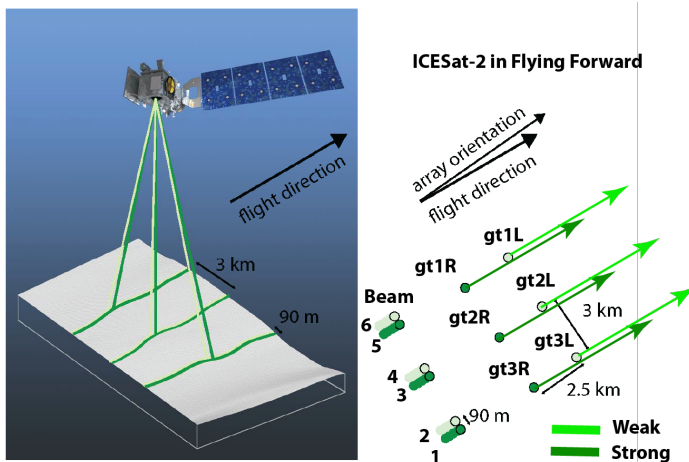 flight direction
3 km
90 m
ICESat-2 in Flying Forward
array orientation
flight direction
gt1L
gt1R
gt2L
Beam
3 km
6
gt2R
5
gt3L
4
gt3R
3
2.5 km
90 m
2
Weak
1
Strong